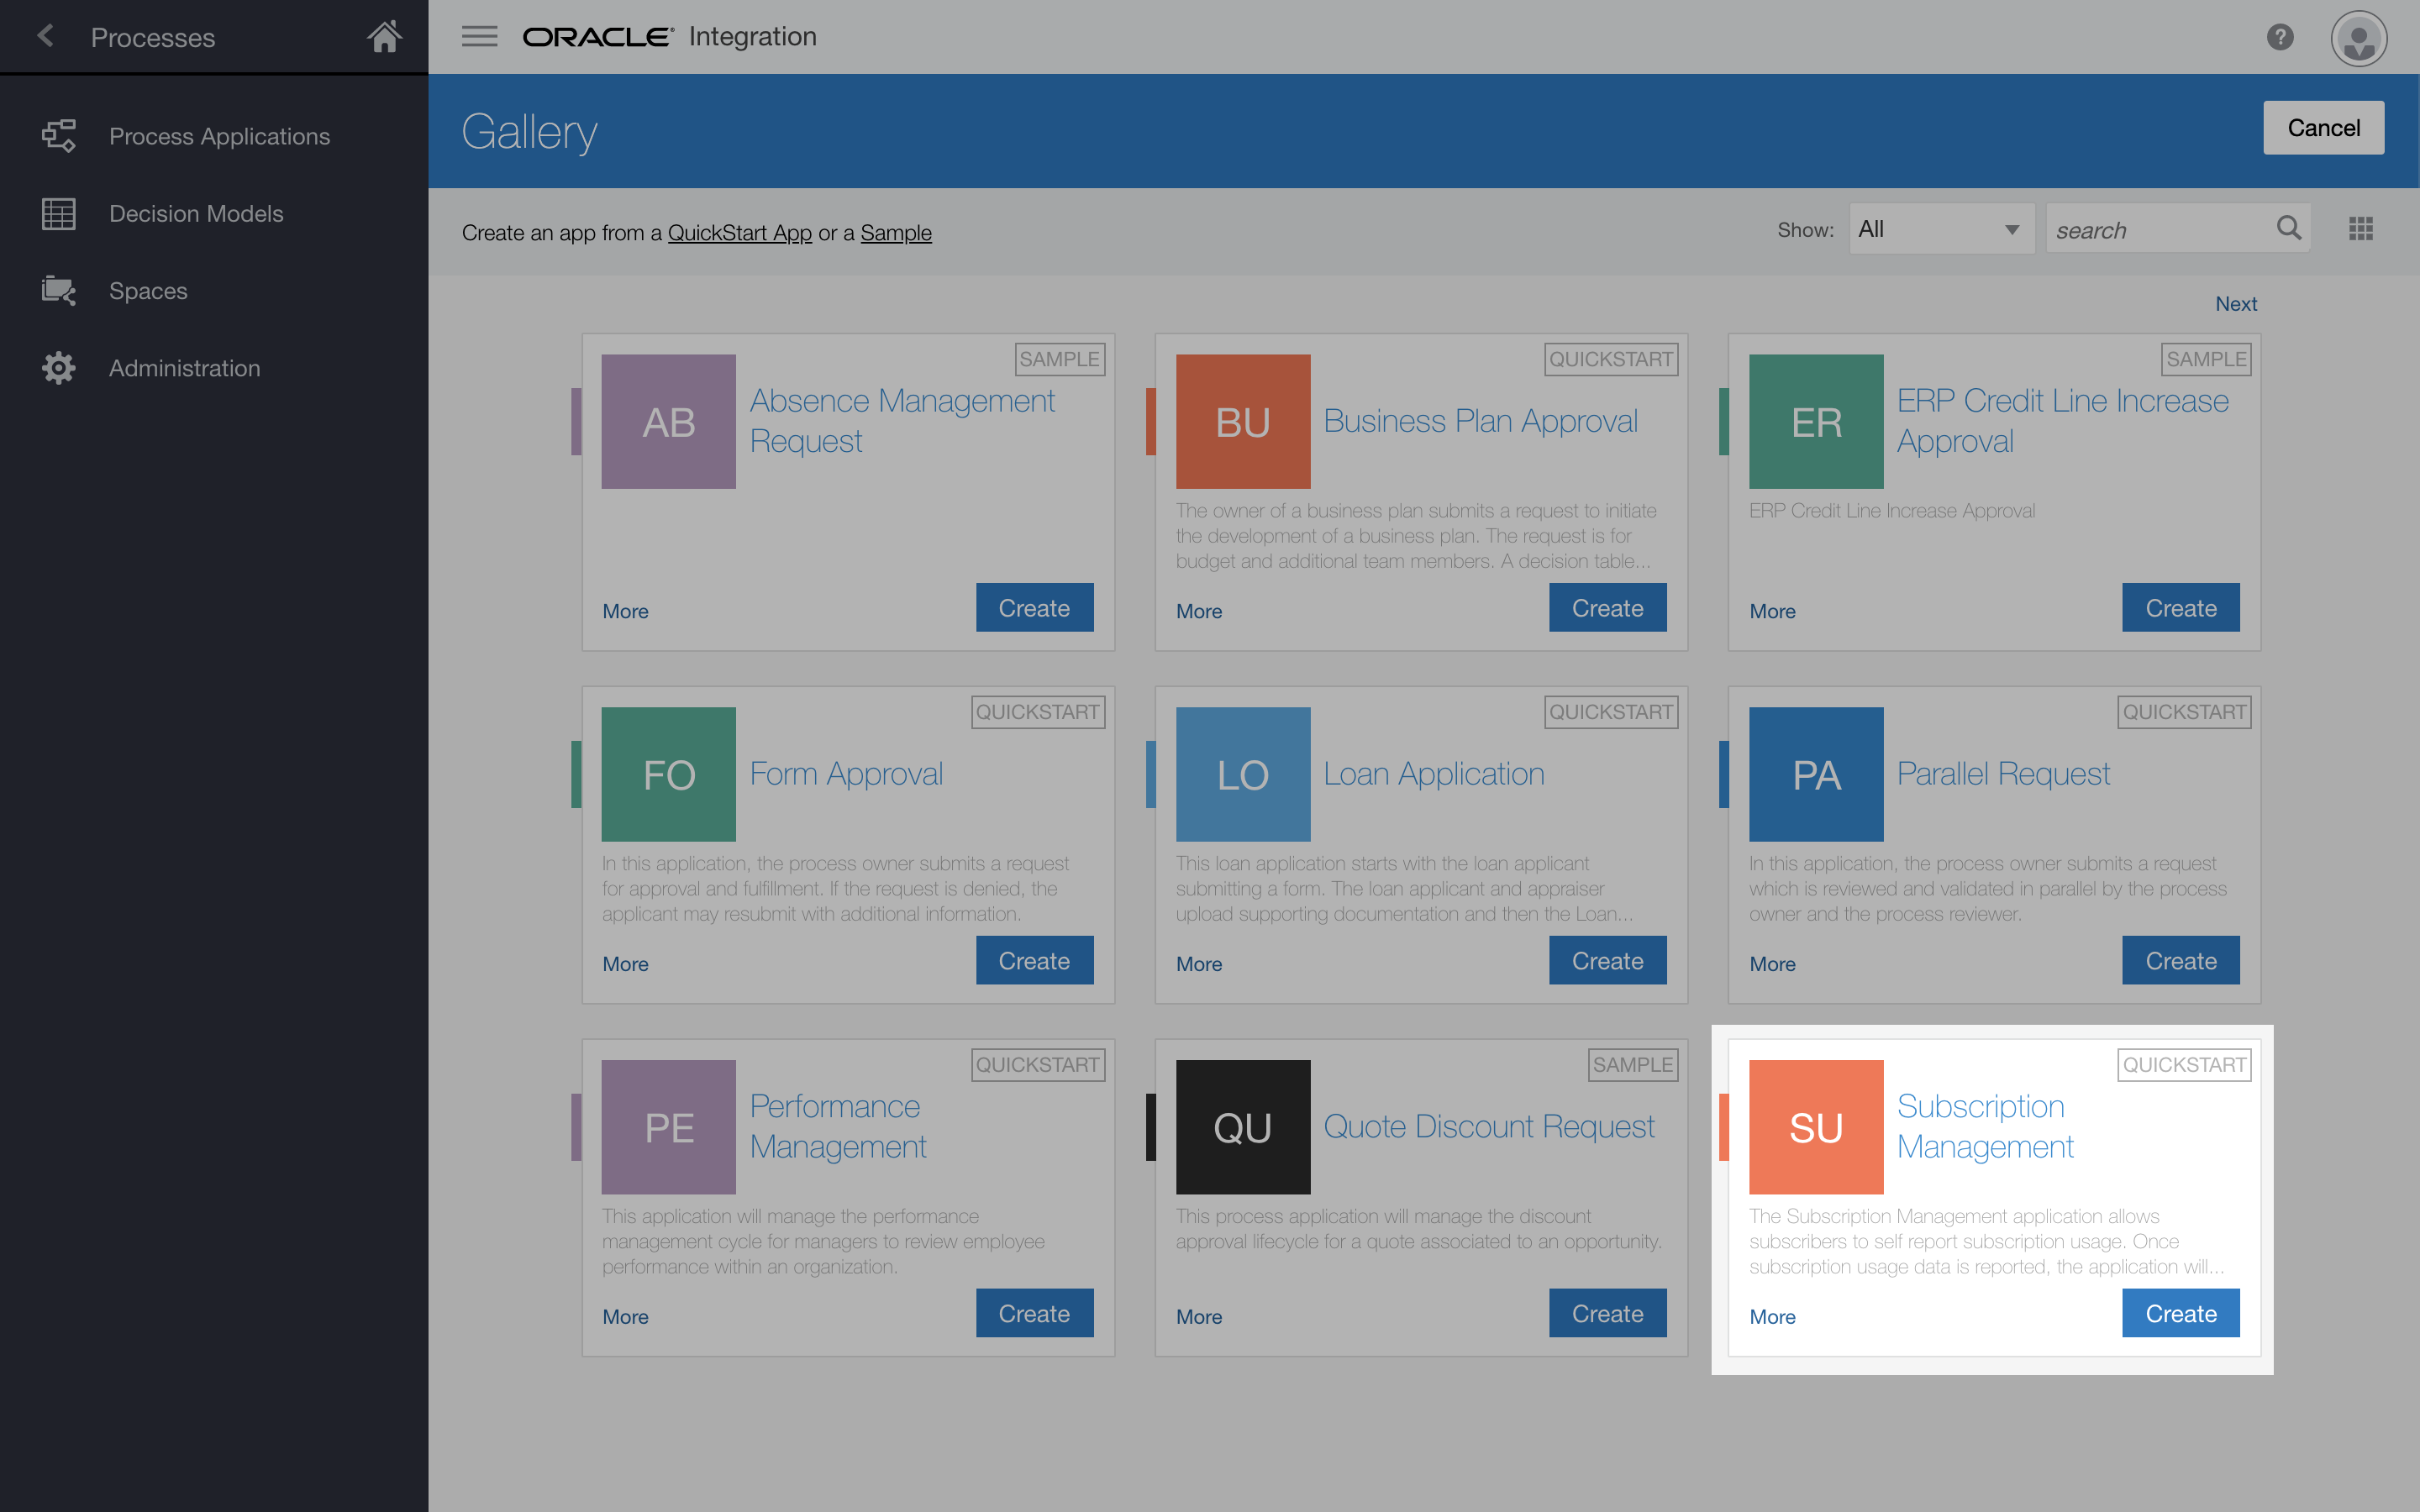 Processes
ORACLE Integration
?
Process Applications
Decision Models
Spaces
Administration
Gallery
Cancel
Create an app from a QuickStart App or a Sample
Show:
All
search
Next
SAMPLE
AB
Absence Management
Request
More
Create
QUICKSTART
BU
Business Plan Approval
The owner of a business plan submits a request to initiate
the development of a business plan. The request is for
budget and additional team members. A decision table...
More
Create
SAMPLE
ER
ERP Credit Line Increase
Approval
ERP Credit Line Increase Approval
More
Create
QUICKSTART
FO
Form Approval
In this application, the process owner submits a request
for approval and fulfillment. If the request is denied, the
applicant may resubmit with additional information.
More
Create
QUICKSTART
LO
Loan Application
This loan application starts with the loan applicant
submitting a form. The loan applicant and appraiser
upload supporting documentation and then the Loan...
More
Create
QUICKSTART
PA
Parallel Request
In this application, the process owner submits a request
which is reviewed and validated in parallel by the process
owner and the process reviewer.
More
Create
QUICKSTART
PE
Performance
Management
This application will manage the performance
management cycle for managers to review employee
performance within an organization.
More
Create
SAMPLE
QU
Quote Discount Request
This process application will manage the discount
approval lifecycle for a quote associated to an opportunity.
More
Create
QUICKSTART
SU
Subscription
Management
The Subscription Management application allows
subscribers to self report subscription usage. Once
subscription usage data is reported, the application will...
More
Create